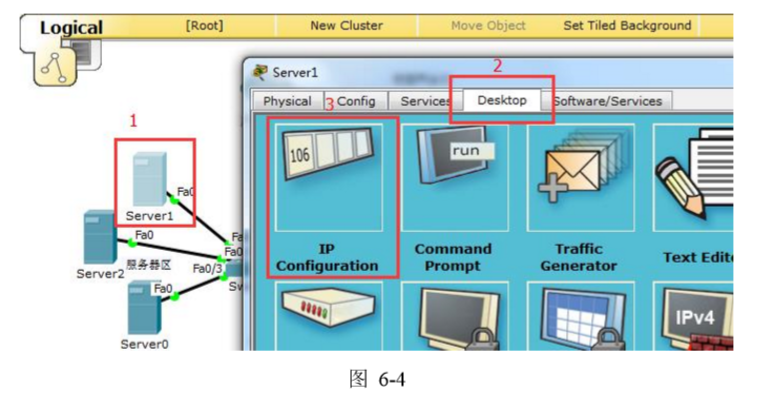 Logical
[Root]
New Cluster
Move Object
Set Tiled Background
Server1
2
Physical
3
Config
Services
Desktop
Software/Services
1
106
run
Fa0
Server1
Fa0
Fa
Fa0
IP
Configuration
Command
Prompt
Traffic
Generator
Text Edit
Server2
服务器区
Fa0/3
Fa0
Sw
IPv4
Server0
图 6-4